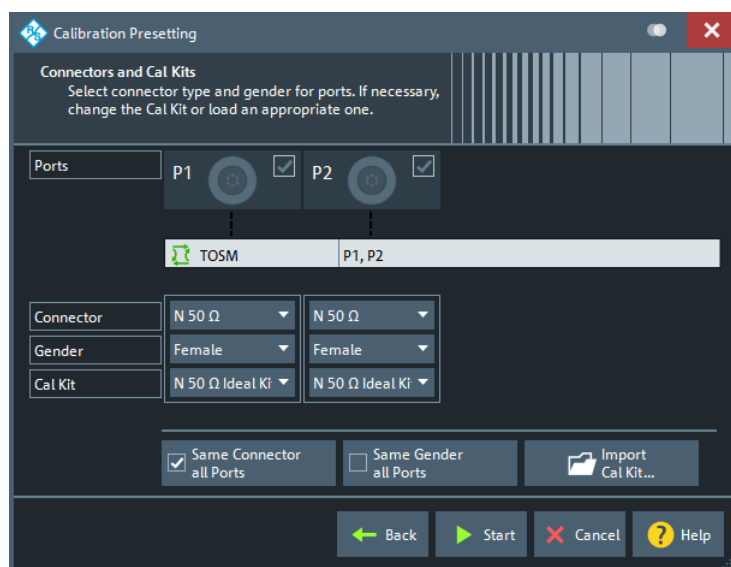 Calibration Presetting
Connectors and Cal Kits
Select connector type and gender for ports. If necessary,
change the Cal Kit or load an appropriate one.
Ports P1 P2
TOSM P1, P2
Connector N 50 Ω N 50 Ω
Gender Female Female
Cal Kit N 50 Ω Ideal Ki N 50 Ω Ideal Ki
Same Connector
all Ports
Same Gender
all Ports
Import
Cal Kit...
Back Start Cancel ? Help